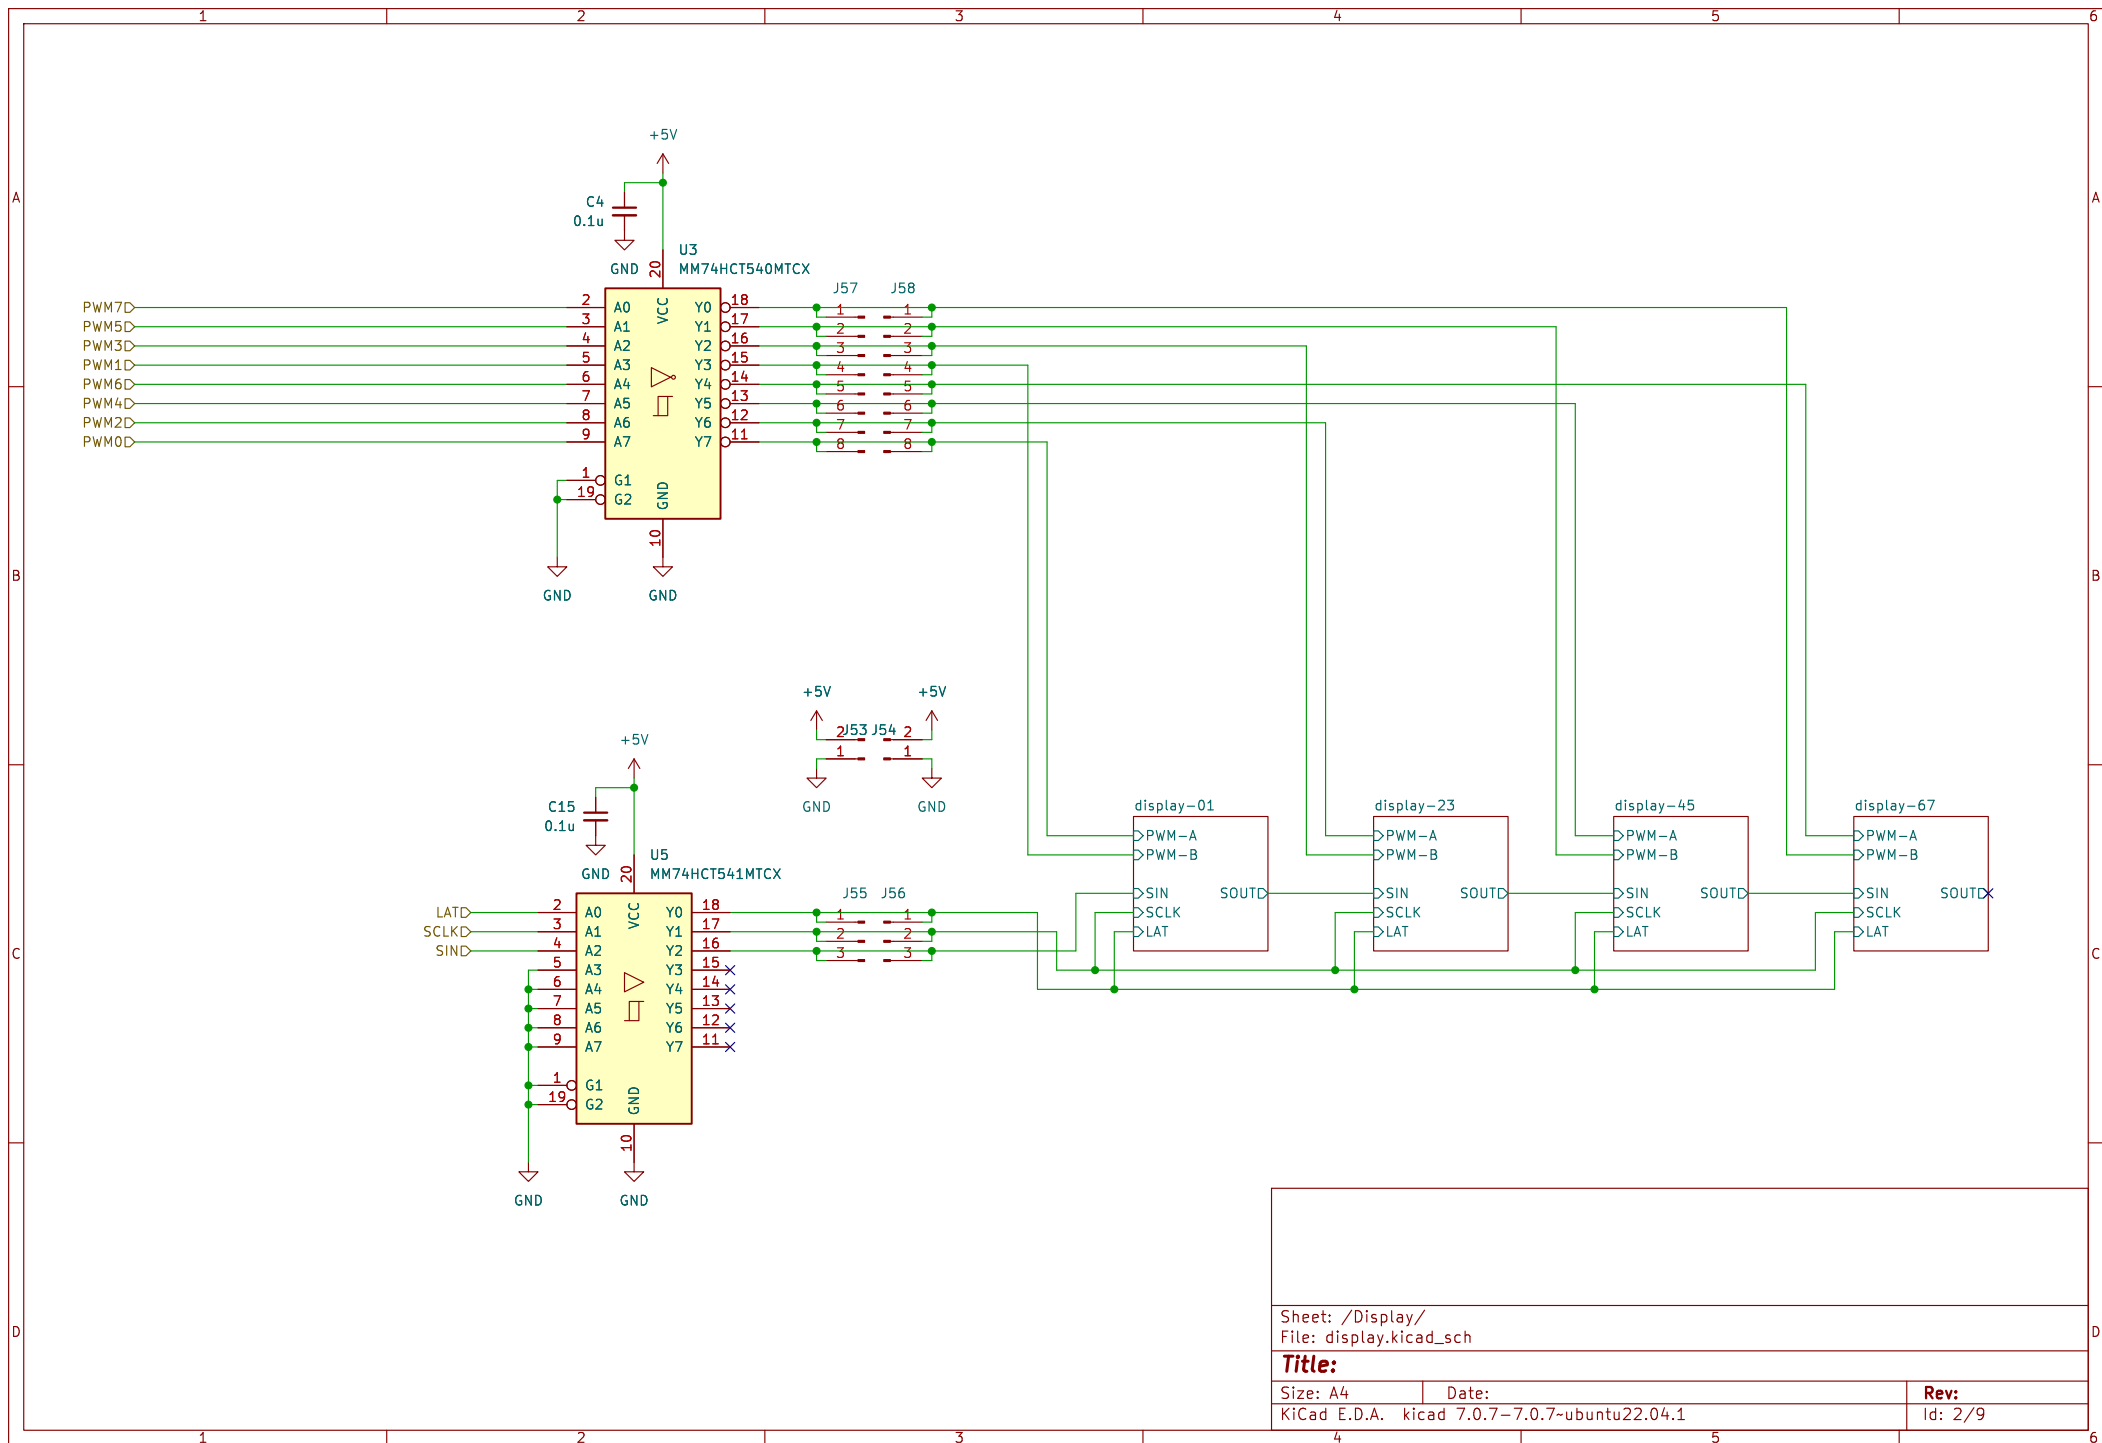 1 2 3 4 5 6
+5V
A A
C4
0.1u
GND
U3
MM74HCT540MTCX
20
VCC
J57 J58
PWM7 2 A0 Y0 18 1 1
PWM5 3 A1 Y1 17 2 2
PWM3 4 A2 Y2 16 3 3
PWM1 5 A3 Y3 15 4 4
PWM6 6 A4 Y4 14 5 5
PWM4 7 A5 Y5 13 6 6
PWM2 8 A6 Y6 12 7 7
PWM0 9 A7 Y7 11 8 8
1 G1
19 G2
GND
10
B B
GND GND
+5V +5V
J53 J54
2 2
1 1
GND GND
+5V
C15
0.1u
GND
U5
MM74HCT541MTCX
20
VCC
display-01 display-23 display-45 display-67
PWM-A PWM-A PWM-A PWM-A
PWM-B PWM-B PWM-B PWM-B
SIN SOUT SIN SOUT SIN SOUT SIN SOUT
SCLK SCLK SCLK SCLK
LAT LAT LAT LAT
J55 J56
LAT 2 A0 Y0 18 1 1
SCLK 3 A1 Y1 17 2 2
SIN 4 A2 Y2 16 3 3
C C
5 A3 Y3 15
6 A4 Y4 14
7 A5 Y5 13
8 A6 Y6 12
9 A7 Y7 11
1 G1
19 G2
GND
10
GND GND
Sheet: /Display/
File: display.kicad_sch
D D
Title:
Size: A4 Date: Rev:
KiCad E.D.A. kicad 7.0.7-7.0.7~ubuntu22.04.1 Id: 2/9
1 2 3 4 5 6